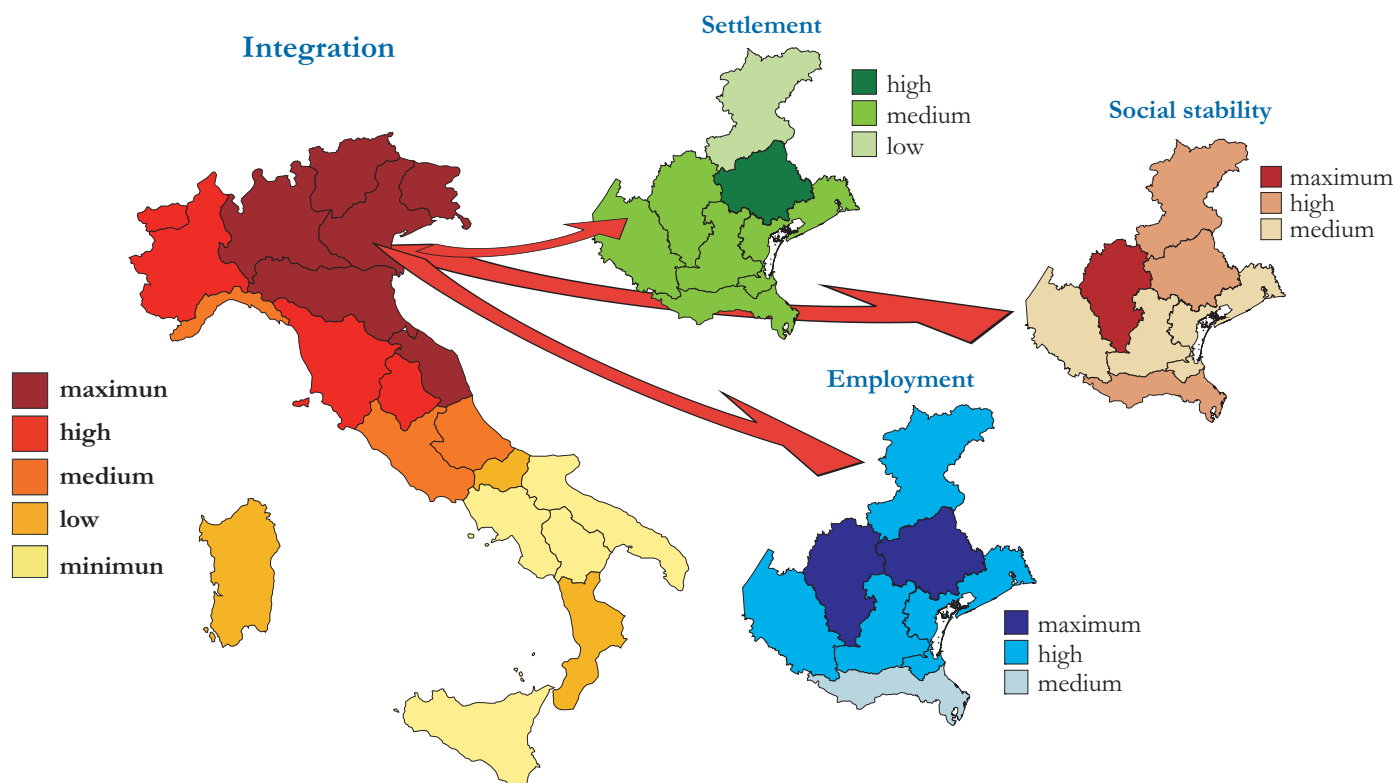 Integration
maximun
high
medium
low
minimun
Settlement
high
medium
low
Social stability
maximum
high
medium
Employment
maximum
high
medium